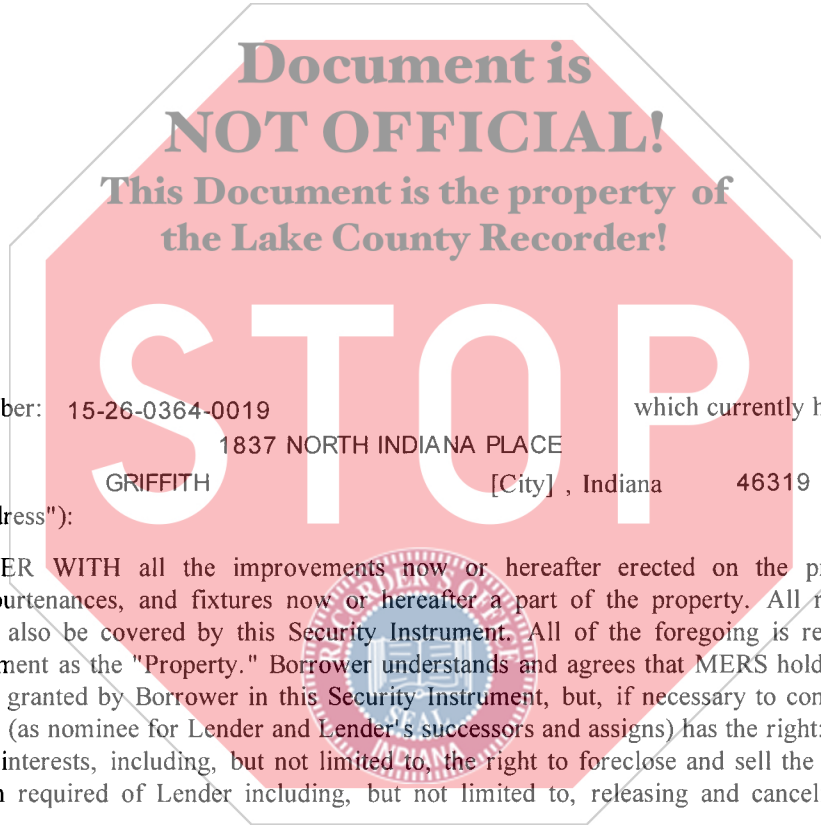 Document is
NOT OFFICIAL!
This Document is the property of
the Lake County Recorder!
STOP
ber: 15-26-0364-0019 which currently h
1837 NORTH INDIANA PLACE
GRIFFITH [City] , Indiana 46319
dress"):
ER WITH all the improvements now or hereafter erected on the p
purtenances, and fixtures now or hereafter a part of the property. All r
also be covered by this Security Instrument. All of the foregoing is re
ment as the "Property." Borrower understands and agrees that MERS hold
granted by Borrower in this Security Instrument, but, if necessary to con
(as nominee for Lender and Lender's successors and assigns) has the right:
interests, including, but not limited to, the right to foreclose and sell the
n required of Lender including, but not limited to, releasing and cancel
RECORDER'S OFFICE
SEAL
INDIANA